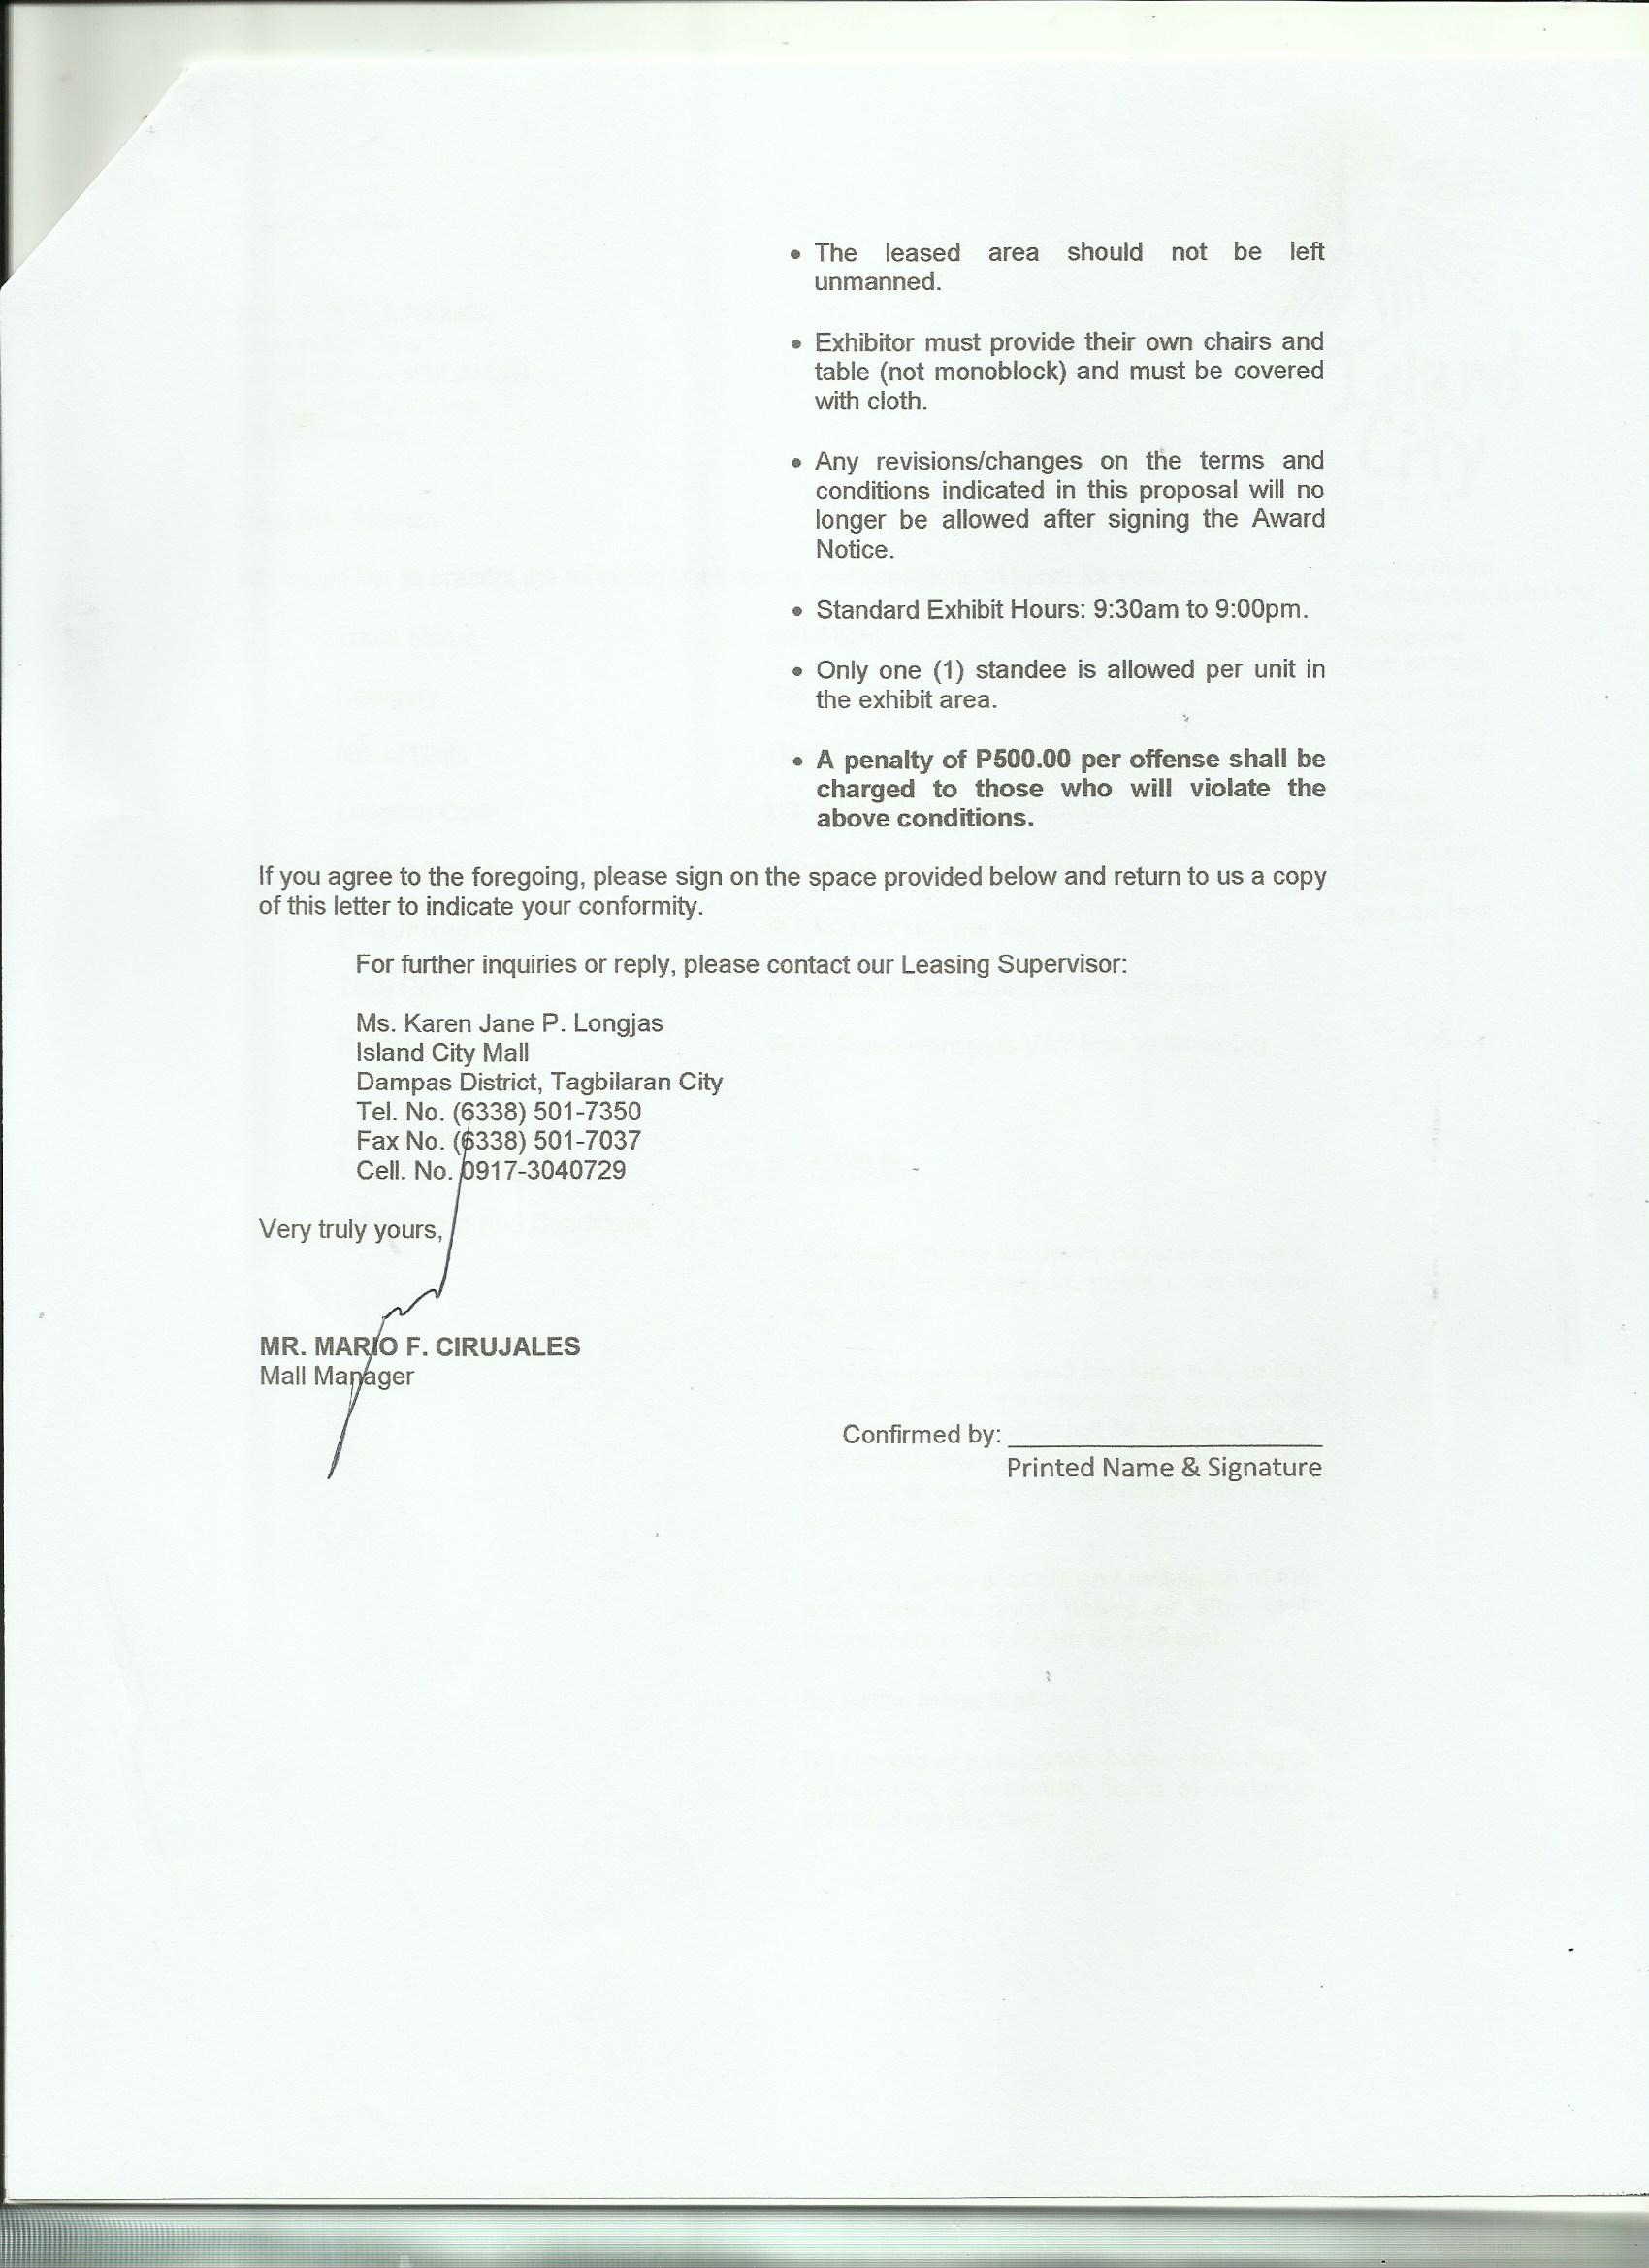 • The leased area should not be left
unmanned.
• Exhibitor must provide their own chairs and
table (not monoblock) and must be covered
with cloth.
• Any revisions/changes on the terms and
conditions indicated in this proposal will no
longer be allowed after signing the Award
Notice.
• Standard Exhibit Hours: 9:30am to 9:00pm.
• Only one (1) standee is allowed per unit in
the exhibit area.
• A penalty of P500.00 per offense shall be
charged to those who will violate the
above conditions.
If you agree to the foregoing, please sign on the space provided below and return to us a copy
of this letter to indicate your conformity.
For further inquiries or reply, please contact our Leasing Supervisor:
Ms. Karen Jane P. Longjas
Island City Mall
Dampas District, Tagbilaran City
Tel. No. (6338) 501-7350
Fax No. (6338) 501-7037
Cell. No. 0917-3040729
Very truly yours,
MR. MARIO F. CIRUJALES
Mall Manager
Confirmed by: ____________________
Printed Name & Signature